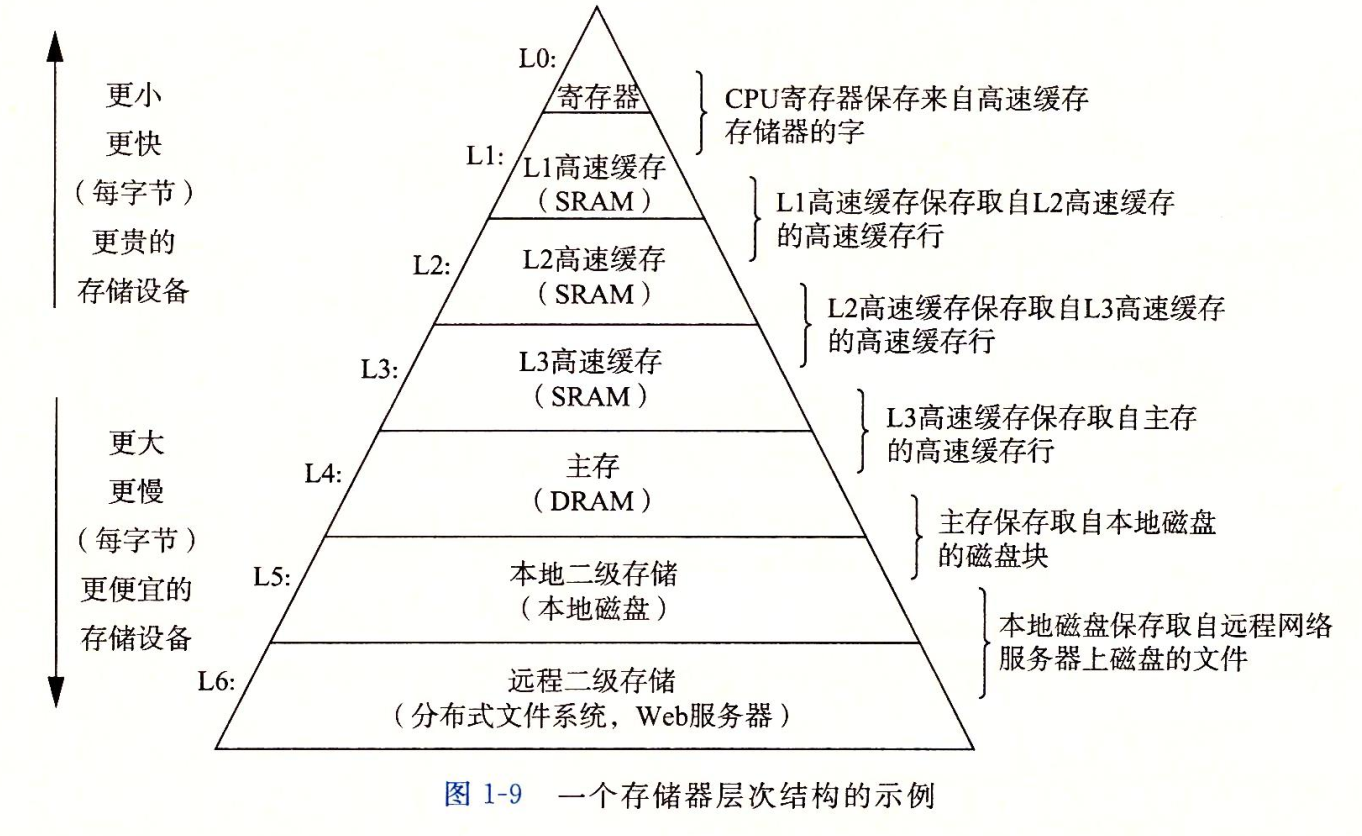 更小
更快
（每字节）
更贵的
存储设备
更大
更慢
（每字节）
更便宜的
存储设备
L0:
寄存器
L1:
L1高速缓存
（SRAM）
L2:
L2高速缓存
（SRAM）
L3:
L3高速缓存
（SRAM）
L4:
主存
（DRAM）
L5:
本地二级存储
（本地磁盘）
L6:
远程二级存储
（分布式文件系统，Web服务器）
CPU寄存器保存来自高速缓存
存储器的字
L1高速缓存保存取自L2高速缓存
的高速缓存行
L2高速缓存保存取自L3高速缓存
的高速缓存行
L3高速缓存保存取自主存
的高速缓存行
主存保存取自本地磁盘
的磁盘块
本地磁盘保存取自远程网络
服务器上磁盘的文件
图 1-9 一个存储器层次结构的示例